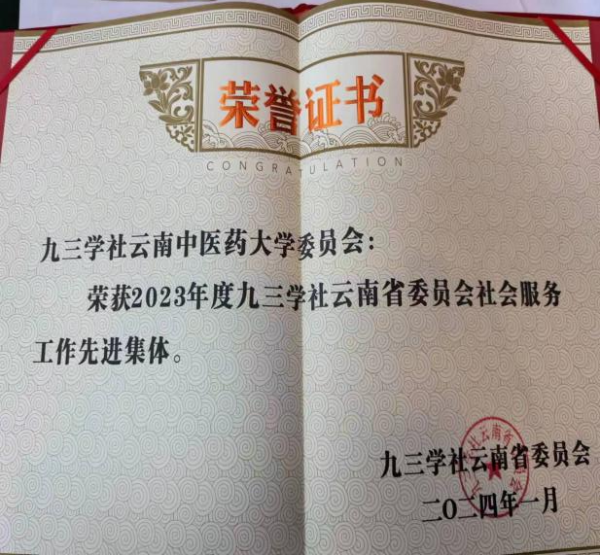 荣誉证书
CONGRATULATION
九三学社云南中医药大学委员会：
荣获2023年度九三学社云南省委员会社会服务
工作先进集体。
九三学社云南省委员会
二〇二四年一月